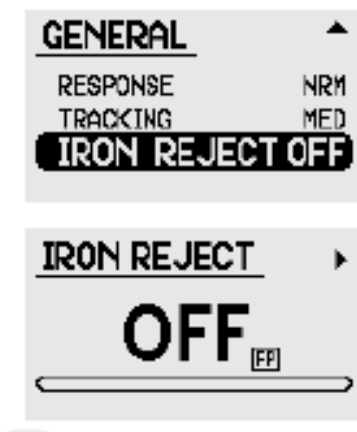 GENERAL
RESPONSE NRM
TRACKING MED
IRON REJECT OFF
IRON REJECT
OFF FP